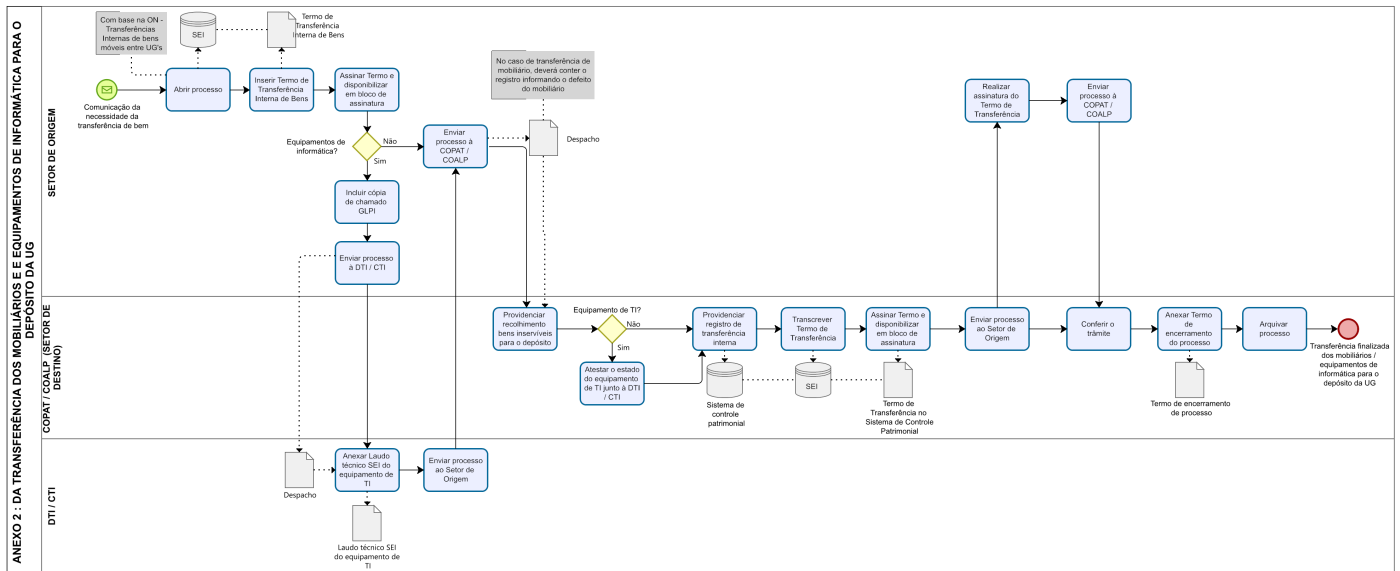 ANEXO 2 : DA TRANSFERÊNCIA DOS MOBILIÁRIOS E E EQUIPAMENTOS DE INFORMÁTICA PARA O
DEPÓSITO DA UG
SETOR DE ORIGEM
Com base na ON -
Transferências
Internas de bens
móveis entre UG's
SEI
Termo de
Transferência
Interna de Bens
Comunicação da
necessidade da
transferência de bem
Abrir processo
Inserir Termo de
Transferência
Interna de Bens
Assinar Termo e
disponibilizar
em bloco de
assinatura
Equipamentos de
informática?
Não
Sim
Enviar
processo à
COPAT /
COALP
No caso de transferência de
mobiliário, deverá conter o
registro informando o defeito
do mobiliário
Despacho
Incluir cópia
de chamado
GLPI
Enviar processo
à DTI / CTI
Realizar
assinatura do
Termo de
Transferência
Enviar
processo à
COPAT /
COALP
COPAT / COALP (SETOR DE
DESTINO)
Providenciar
recolhimento
bens inservíveis
para o depósito
Equipamento de TI?
Não
Sim
Atestar o estado
do equipamento
de TI junto à DTI
/ CTI
Providenciar
registro de
transferência
interna
Sistema de
controle
patrimonial
Transcrever
Termo de
Transferência
SEI
Assinar Termo e
disponibilizar
em bloco de
assinatura
Termo de
Transferência no
Sistema de Controle
Patrimonial
Enviar processo
ao Setor de
Origem
Conferir o
trâmite
Anexar Termo
de
encerramento
do processo
Termo de encerramento
de processo
Arquivar
processo
Transferência finalizada
dos mobiliários /
equipamentos de
informática para o
depósito da UG
DTI / CTI
Despacho
Anexar Laudo
técnico SEI do
equipamento de
TI
Laudo técnico SEI
do equipamento de
TI
Enviar processo
ao Setor de
Origem